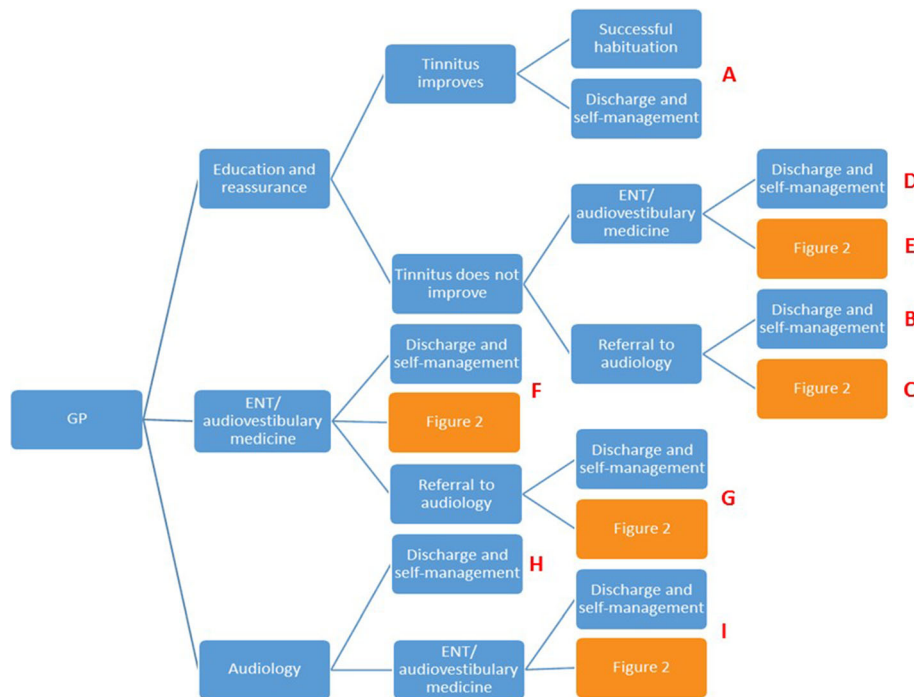 Successful
habituation
A
Tinnitus
improves
Discharge and
self-management
Education and
reassurance
ENT/
audiovestibulary
medicine
Discharge and
self-management
D
Figure 2
E
Tinnitus does not
improve
Referral to
audiology
Discharge and
self-management
B
Figure 2
C
GP
ENT/
audiovestibulary
medicine
Discharge and
self-management
F
Figure 2
Referral to
audiology
Discharge and
self-management
G
Figure 2
Audiology
Discharge and
self-management
H
ENT/
audiovestibulary
medicine
Discharge and
self-management
I
Figure 2